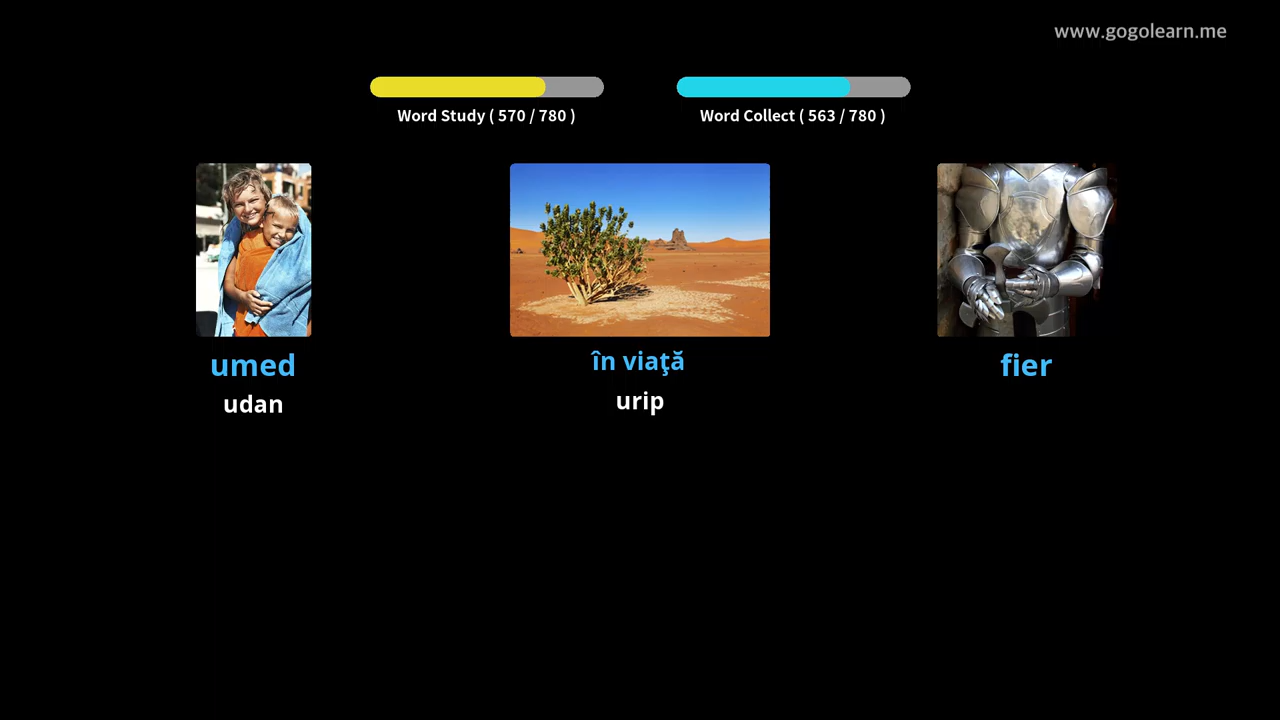 www.gogolearn.me
Word Study ( 570 / 780 )
Word Collect ( 563 / 780 )
umed
udan
în viaţă
urip
fier